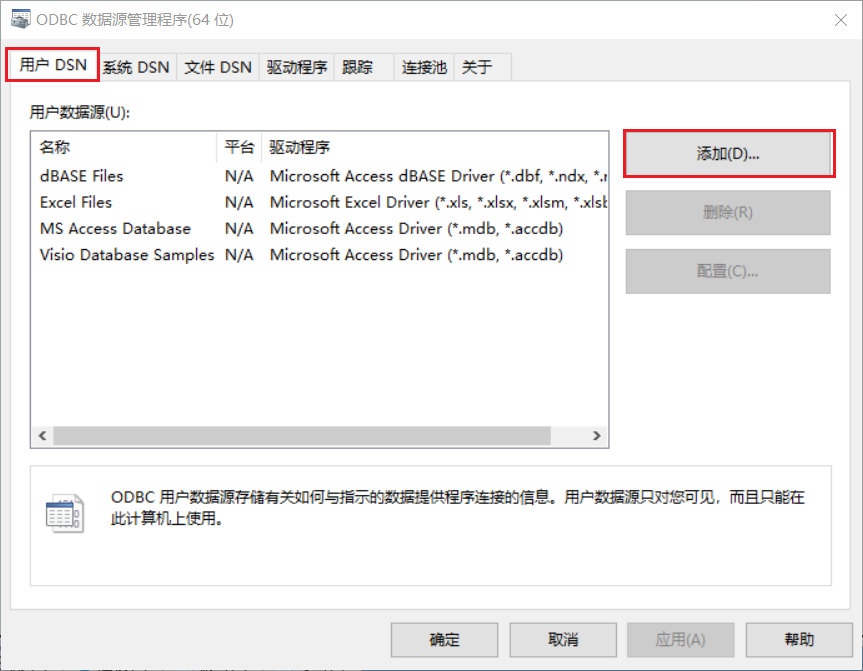 ODBC 数据源管理程序(64 位)
用户 DSN 系统 DSN 文件 DSN 驱动程序 跟踪 连接池 关于
用户数据源(U):
名称 平台 驱动程序
dBASE Files N/A Microsoft Access dBASE Driver (*.dbf, *.ndx, *.
Excel Files N/A Microsoft Excel Driver (*.xls, *.xlsx, *.xlsm, *.xlsb
MS Access Database N/A Microsoft Access Driver (*.mdb, *.accdb)
Visio Database Samples N/A Microsoft Access Driver (*.mdb, *.accdb)
添加(D)...
删除(R)
配置(C)...
ODBC 用户数据源存储有关如何与指示的数据提供程序连接的信息。用户数据源只对您可见，而且只能在
此计算机上使用。
确定 取消 应用(A) 帮助